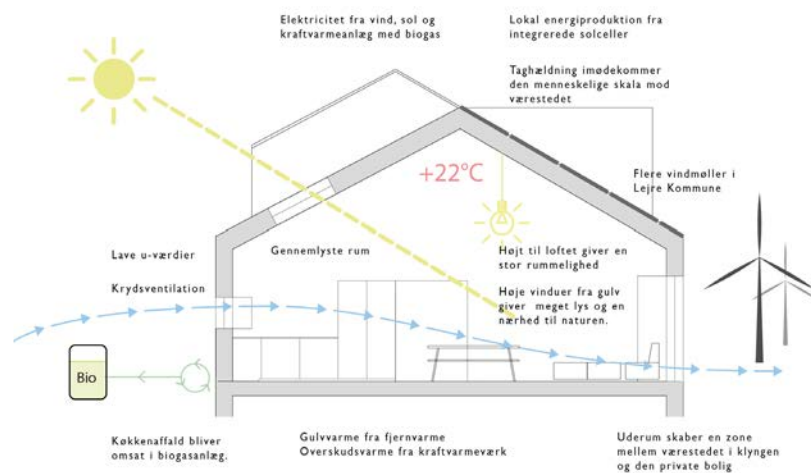 Elektricitet fra vind, sol og
kraftvarmeanlæg med biogas
Lokal energiproduktion fra
integrerede solceller
Taghældning imødekommer
den menneskelige skala mod
værestedet
+22°C
Flere vindmøller i
Lejre Kommune
Lave u-værdier
Gennemlyste rum
Højt til loftet giver en
stor rummelighed
Krydsventilation
Høje vinduer fra gulv
giver meget lys og en
nærhed til naturen.
Bio
Køkkenaffald bliver
omsat i biogasanlæg.
Gulvvarme fra fjernvarme
Overskudsvarme fra kraftvarmeværk
Uderum skaber en zone
mellem værestedet i klyngen
og den private bolig